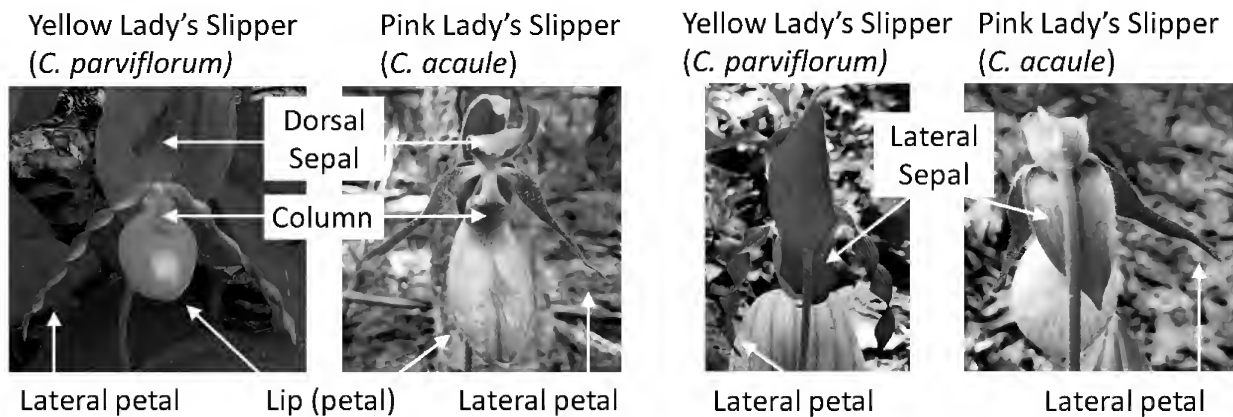 Yellow Lady’s Slipper
(C. parviflorum)
Pink Lady’s Slipper
(C. acaule)
Yellow Lady’s Slipper
(C. parviflorum)
Pink Lady’s Slipper
(C. acaule)
Dorsal
Sepal
Column
Lateral
Sepal
Lateral petal
Lip (petal)
Lateral petal
Lateral petal
Lateral petal